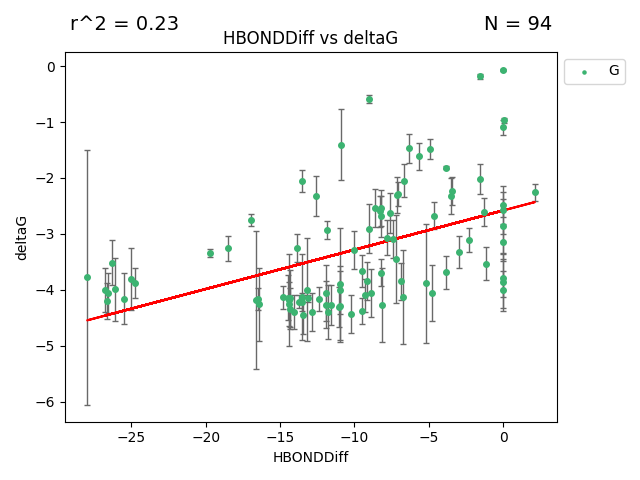 r^2 = 0.23
N = 94
HBONDDiff vs deltaG
G
deltaG
0
−1
−2
−3
−4
−5
−6
−25
−20
−15
−10
−5
0
HBONDDiff